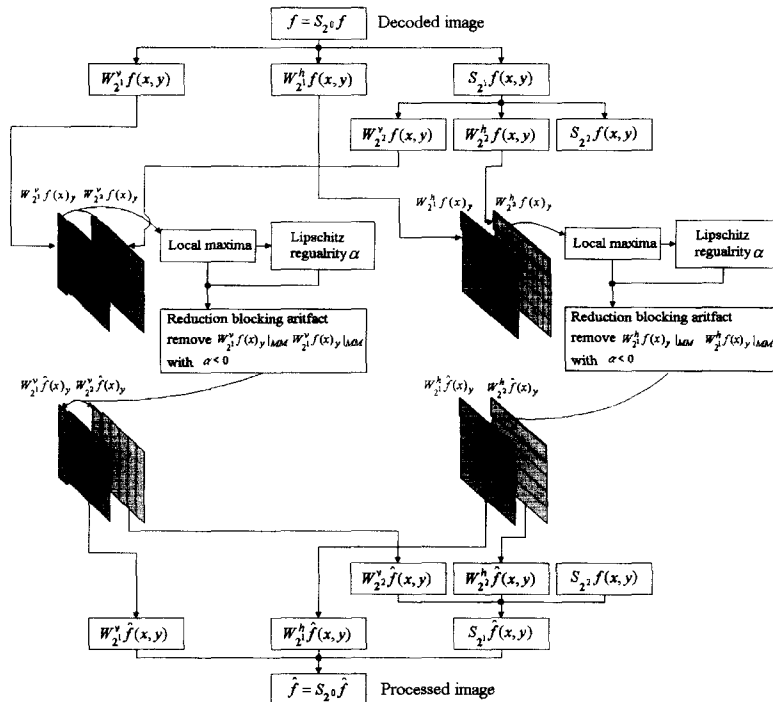 f = S_{2^0} f Decoded image
W^v_{2^1} f(x, y) W^h_{2^1} f(x, y) S_{2^1} f(x, y)
W^v_{2^2} f(x, y) W^h_{2^2} f(x, y) S_{2^2} f(x, y)
W^v_{2^1} f(x)_y W^v_{2^2} f(x)_y
Local maxima
Lipschitz
regualrity α
W^h_{2^1} f(x)_y W^h_{2^2} f(x)_y
Local maxima
Lipschitz
regualrity α
Reduction blocking aritfact
remove W^v_{2^1} f(x)_y |_{MM} W^v_{2^1} f(x)_y |_{MM}
with α < 0
Reduction blocking aritfact
remove W^h_{2^1} f(x)_y |_{MM} W^h_{2^1} f(x)_y |_{MM}
with α < 0
W^v_{2^1} f̂(x)_y W^v_{2^2} f̂(x)_y
W^h_{2^1} f̂(x)_y W^h_{2^2} f̂(x)_y
W^v_{2^2} f̂(x, y) W^h_{2^2} f̂(x, y) S_{2^2} f(x, y)
W^v_{2^1} f̂(x, y) W^h_{2^1} f̂(x, y) S_{2^1} f̂(x, y)
f̂ = S_{2^0} f̂ Processed image